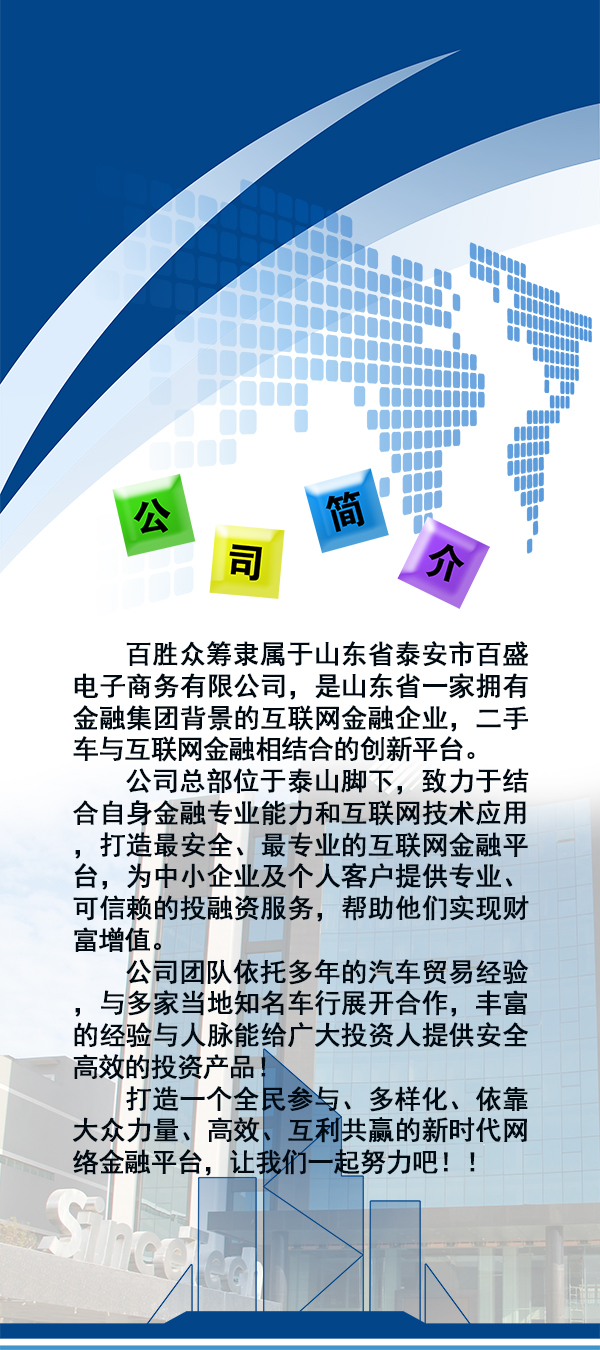 公司简介
百胜众筹隶属于山东省泰安市百盛
电子商务有限公司，是山东省一家拥有
金融集团背景的互联网金融企业，二手
车与互联网金融相结合的创新平台。
公司总部位于泰山脚下，致力于结
合自身金融专业能力和互联网技术应用
，打造最安全、最专业的互联网金融平
台，为中小企业及个人客户提供专业、
可信赖的投融资服务，帮助他们实现财
富增值。
公司团队依托多年的汽车贸易经验
，与多家当地知名车行展开合作，丰富
的经验与人脉能给广大投资人提供安全
高效的投资产品！
打造一个全民参与、多样化、依靠
大众力量、高效、互利共赢的新时代网
络金融平台，让我们一起努力吧！！